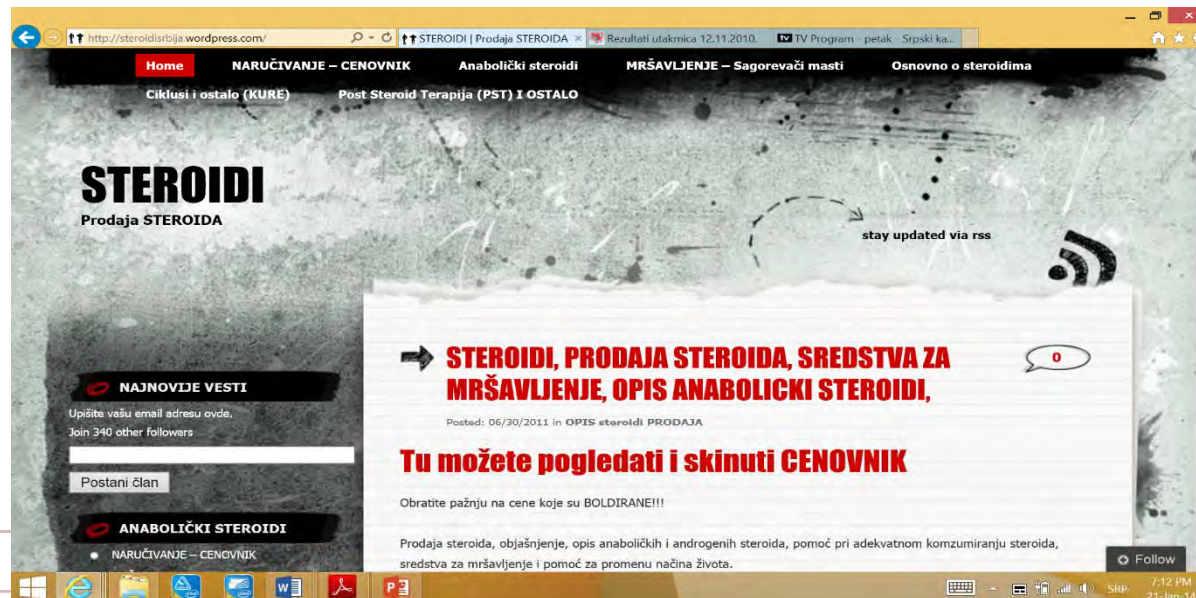 http://steroidisrbija.wordpress.com/
STEROIDI | Prodaja STEROIDA
Rezultati utakmica 12.11.2010.
TV Program - petak - Srpski ka...
Home NARUČIVANJE – CENOVNIK Anabolički steroidi MRŠAVLJENJE – Sagorevači masti Osnovno o steroidima
Ciklusi i ostalo (KURE) Post Steroid Terapija (PST) I OSTALO
STEROIDI
Prodaja STEROIDA
stay updated via rss
STEROIDI, PRODAJA STEROIDA, SREDSTVA ZA
MRŠAVLJENJE, OPIS ANABOLICKI STEROIDI,
0
Posted: 06/30/2011 in OPIS steroidi PRODAJA
Tu možete pogledati i skinuti CENOVNIK
Obratite pažnju na cene koje su BOLDIRANE!!!
Prodaja steroida, objašnjenje, opis anaboličkih i androgenih steroida, pomoć pri adekvatnom komzumiranju steroida,
sredstva za mršavljenje i pomoć za promenu načina života.
NAJNOVIJE VESTI
Upišite vašu email adresu ovde.
Join 340 other followers
Postani član
ANABOLIČKI STEROIDI
NARUČIVANJE – CENOVNIK
Follow
SRP
7:12 PM
21-Jan-14